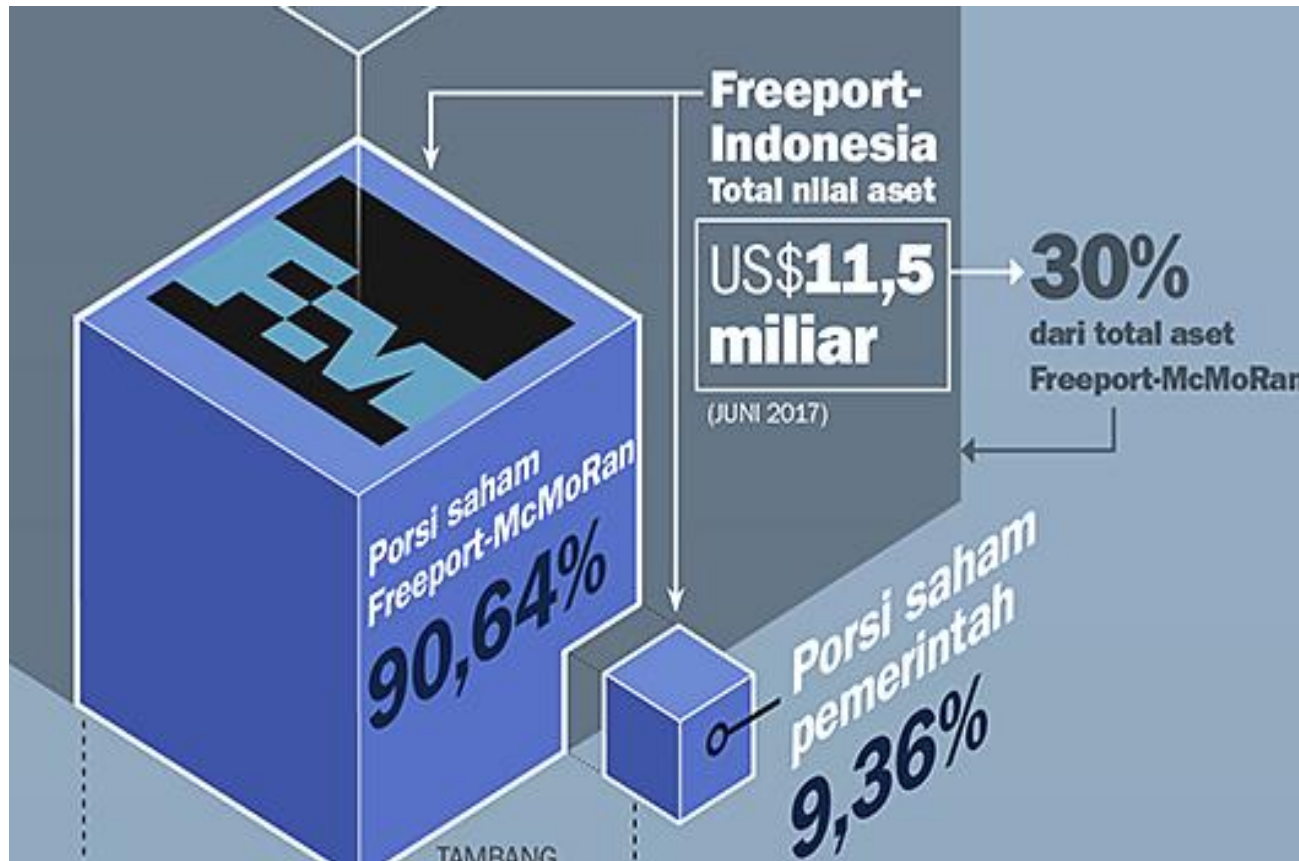 Freeport-
Indonesia
Total nilai aset
US$11,5
miliar
(JUNI 2017)
30%
dari total aset
Freeport-McMoRan
FM
Porsi saham
Freeport-McMoRan
90,64%
Porsi saham
pemerintah
9,36%
TAMBANG